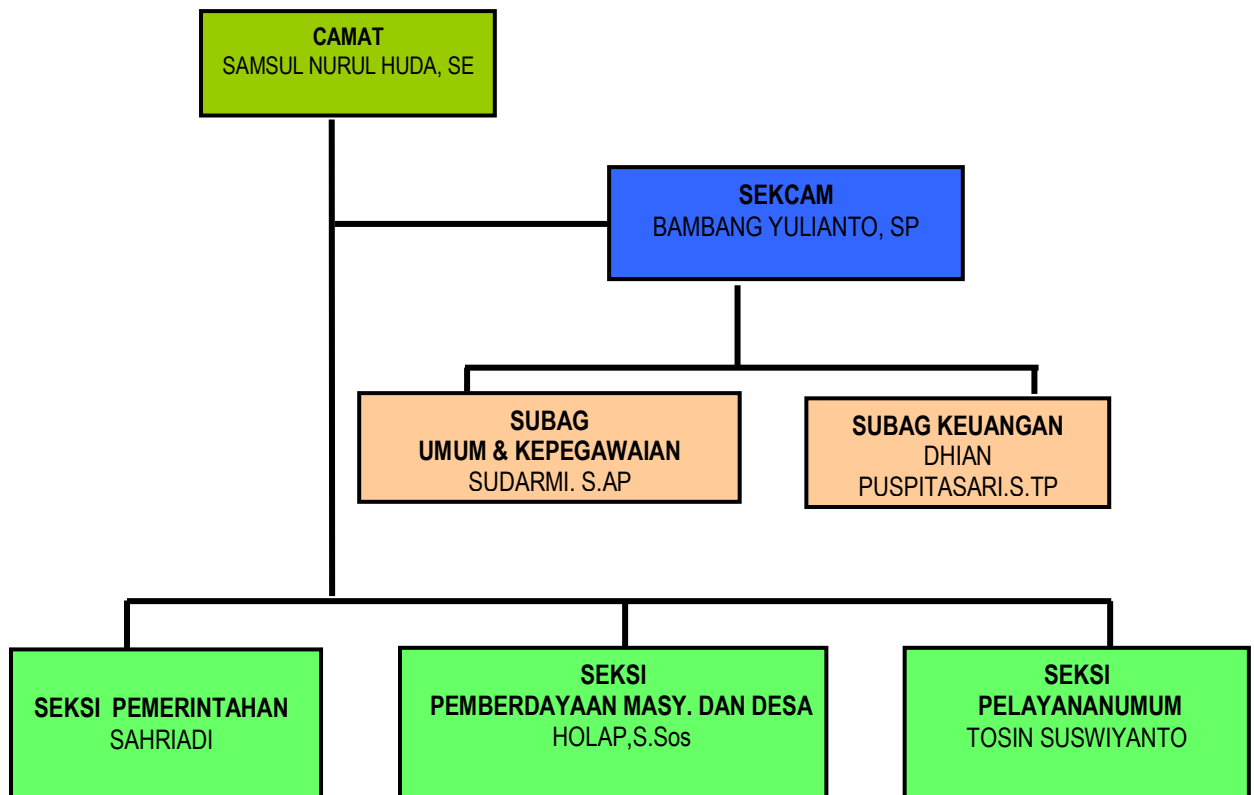 CAMAT
SAMSUL NURUL HUDA, SE
SEKCAM
BAMBANG YULIANTO, SP
SUBAG
UMUM & KEPEGAWAIAN
SUDARMI. S.AP
SUBAG KEUANGAN
DHIAN
PUSPITASARI.S.TP
SEKSI PEMERINTAHAN
SAHRIADI
SEKSI
PEMBERDAYAAN MASY. DAN DESA
HOLAP,S.Sos
SEKSI
PELAYANANUMUM
TOSIN SUSWIYANTO